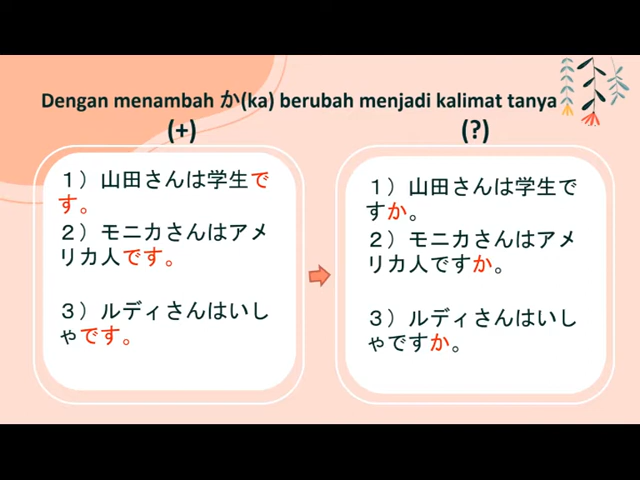 Dengan menambah か(ka) berubah menjadi kalimat tanya
(+)
１）山田さんは学生で
す。
２）モニカさんはアメ
リカ人です。
３）ルディさんはいし
ゃです。
(?)
１）山田さんは学生で
すか。
２）モニカさんはアメ
リカ人ですか。
３）ルディさんはいし
ゃですか。